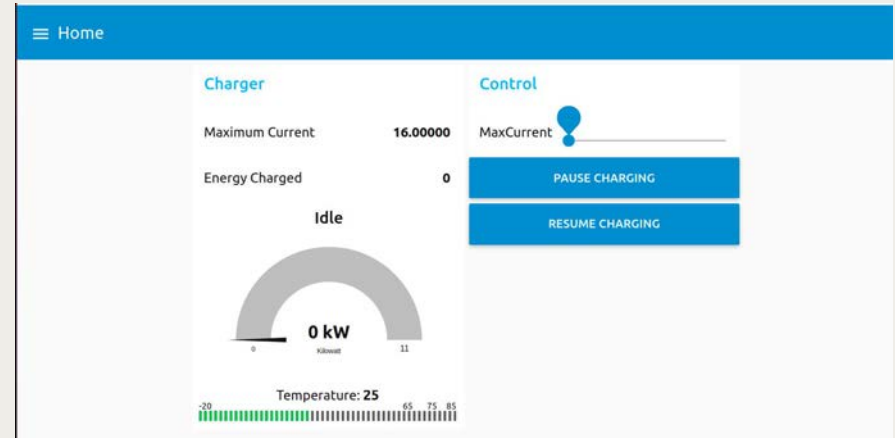 Home
Charger
Maximum Current 16.00000
Energy Charged 0
Idle
0 kW
Kilowatt
0 11
Temperature: 25
-20 65 75 85
Control
MaxCurrent
PAUSE CHARGING
RESUME CHARGING